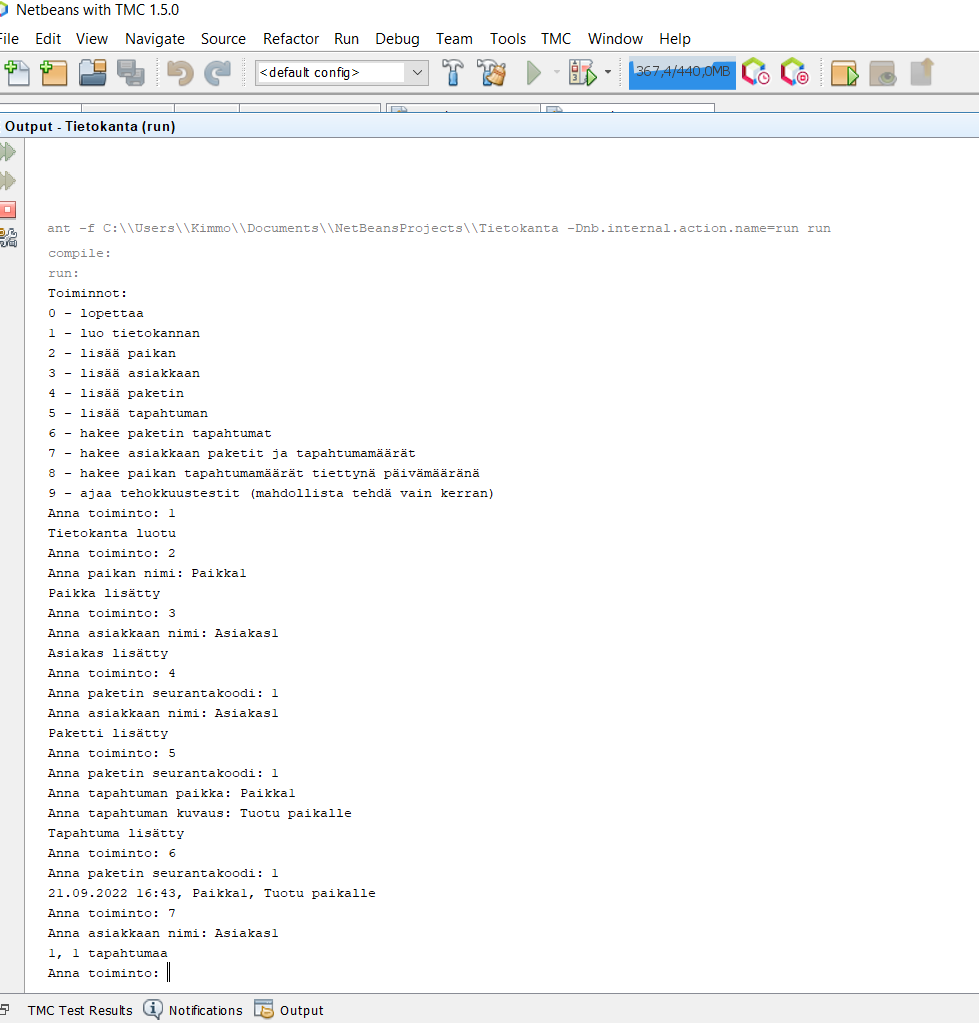 Netbeans with TMC 1.5.0
File Edit View Navigate Source Refactor Run Debug Team Tools TMC Window Help
<default config> 367,4/440,0MB
Output - Tietokanta (run)
ant -f C:\\Users\\Kimmo\\Documents\\NetBeansProjects\\Tietokanta -Dnb.internal.action.name=run run
compile:
run:
Toiminnot:
0 - lopettaa
1 - luo tietokannan
2 - lisää paikan
3 - lisää asiakkaan
4 - lisää paketin
5 - lisää tapahtuman
6 - hakee paketin tapahtumat
7 - hakee asiakkaan paketit ja tapahtumamäärät
8 - hakee paikan tapahtumamäärät tiettynä päivämääränä
9 - ajaa tehokkuustestit (mahdollista tehdä vain kerran)
Anna toiminto: 1
Tietokanta luotu
Anna toiminto: 2
Anna paikan nimi: Paikka1
Paikka lisätty
Anna toiminto: 3
Anna asiakkaan nimi: Asiakas1
Asiakas lisätty
Anna toiminto: 4
Anna paketin seurantakoodi: 1
Anna asiakkaan nimi: Asiakas1
Paketti lisätty
Anna toiminto: 5
Anna paketin seurantakoodi: 1
Anna tapahtuman paikka: Paikka1
Anna tapahtuman kuvaus: Tuotu paikalle
Tapahtuma lisätty
Anna toiminto: 6
Anna paketin seurantakoodi: 1
21.09.2022 16:43, Paikka1, Tuotu paikalle
Anna toiminto: 7
Anna asiakkaan nimi: Asiakas1
1, 1 tapahtumaa
Anna toiminto:
TMC Test Results Notifications Output